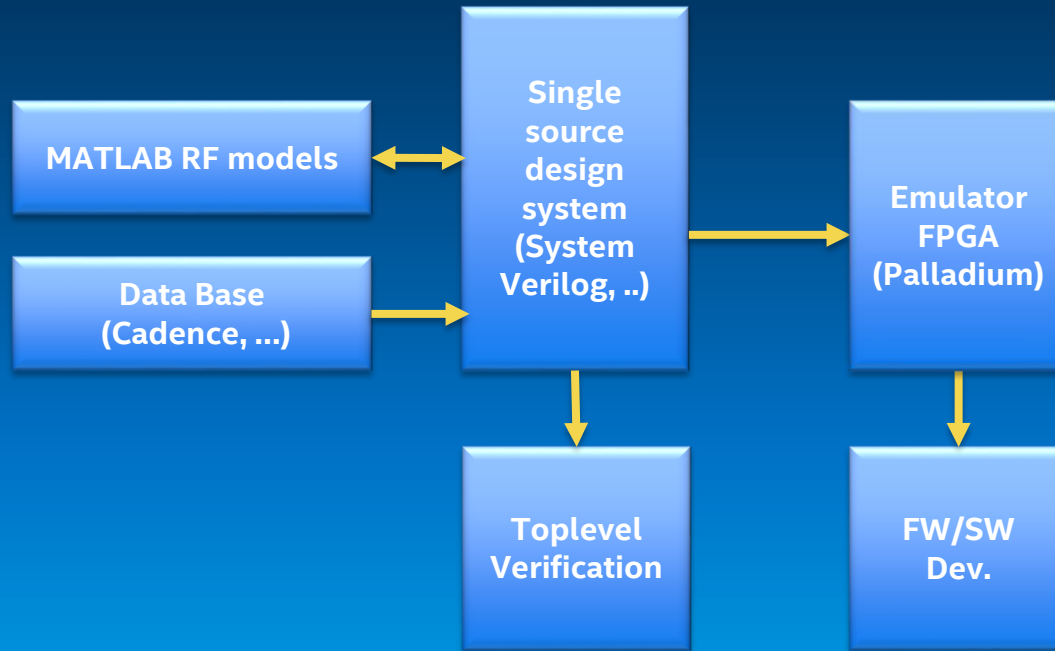 MATLAB RF models
Data Base
(Cadence, ...)
Single
source
design
system
(System
Verilog, ..)
Emulator
FPGA
(Palladium)
Toplevel
Verification
FW/SW
Dev.